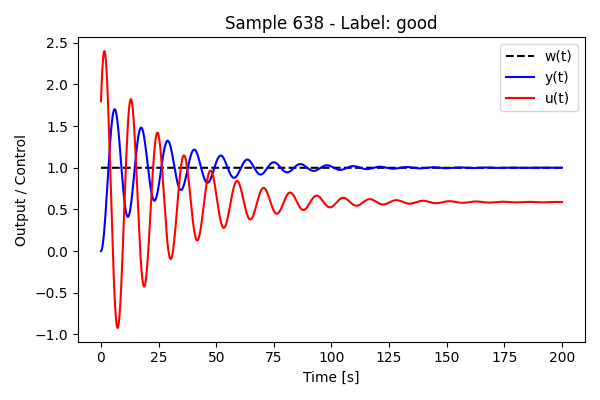 Sample 638 - Label: good
w(t)
y(t)
u(t)
Output / Control
2.5
2.0
1.5
1.0
0.5
0.0
−0.5
−1.0
0 25 50 75 100 125 150 175 200
Time [s]